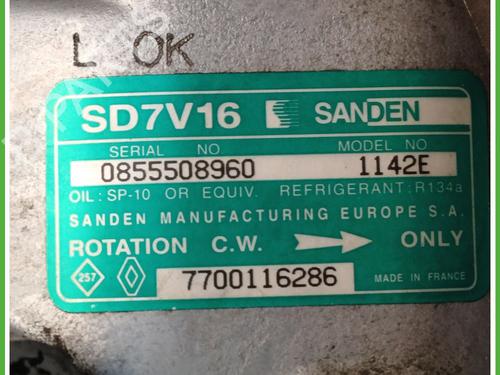 L OK
SD7V16 SANDEN
SERIAL NO. MODEL NO
0855508960 1142E
OIL: SP-10 OR EQUIV. REFRIGERANT: R134a
SANDEN MANUFACTURING EUROPE S.A.
ROTATION C.W. ONLY
257 7700116286 MADE IN FRANCE